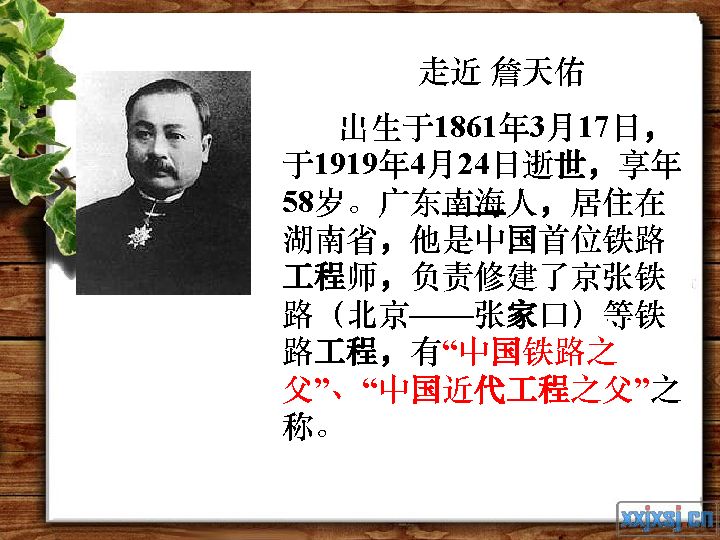 走近 詹天佑
出生于1861年3月17日，
于1919年4月24日逝世，享年
58岁。广东南海人，居住在
湖南省，他是中国首位铁路
工程师，负责修建了京张铁
路（北京——张家口）等铁
路工程，有“中国铁路之
父”、“中国近代工程之父”之
称。
xxjxsj.cn